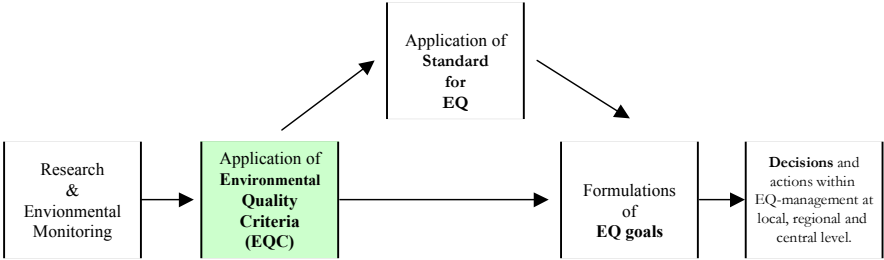 Application of
Standard
for
EQ
Research
&
Envionmental
Monitoring
Application of
Environmental
Quality
Criteria
(EQC)
Formulations
of
EQ goals
Decisions and
actions within
EQ-management at
local, regional and
central level.